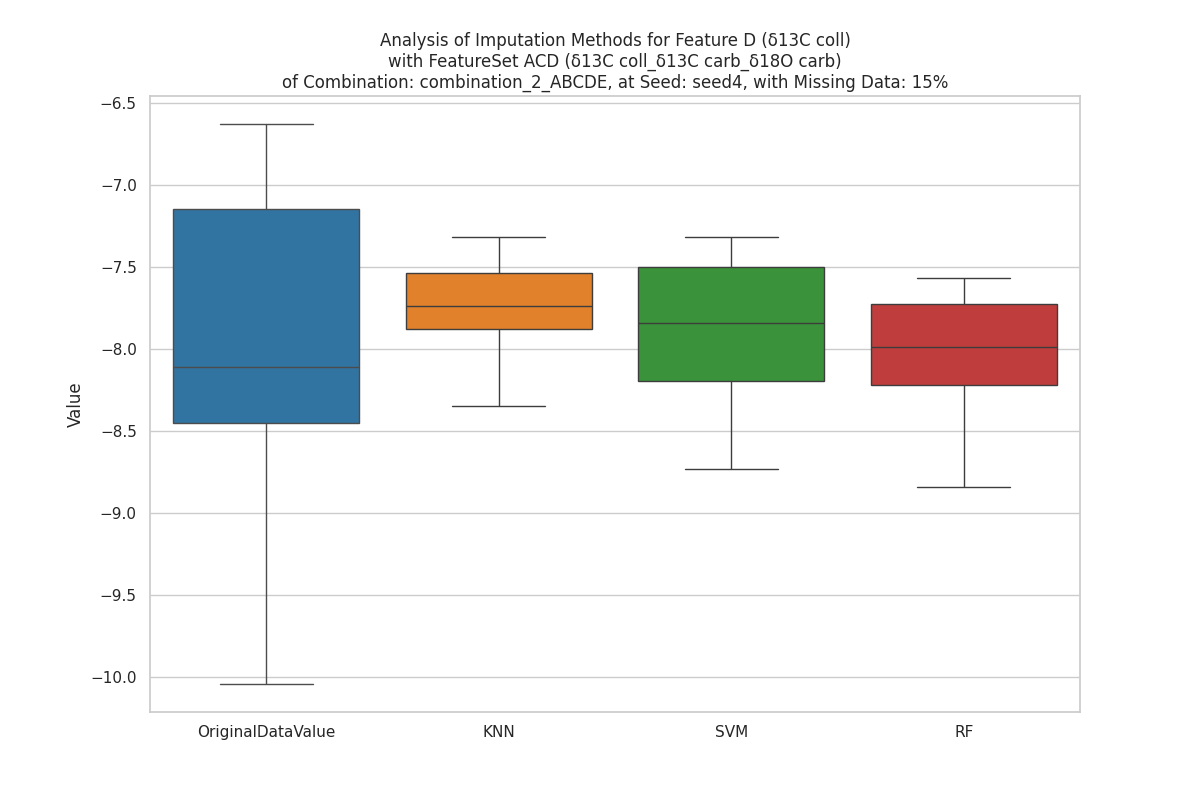 Analysis of Imputation Methods for Feature D (δ13C coll)
with FeatureSet ACD (δ13C coll_δ13C carb_δ18O carb)
of Combination: combination_2_ABCDE, at Seed: seed4, with Missing Data: 15%
−6.5
−7.0
−7.5
−8.0
−8.5
−9.0
−9.5
−10.0
Value
OriginalDataValue
KNN
SVM
RF